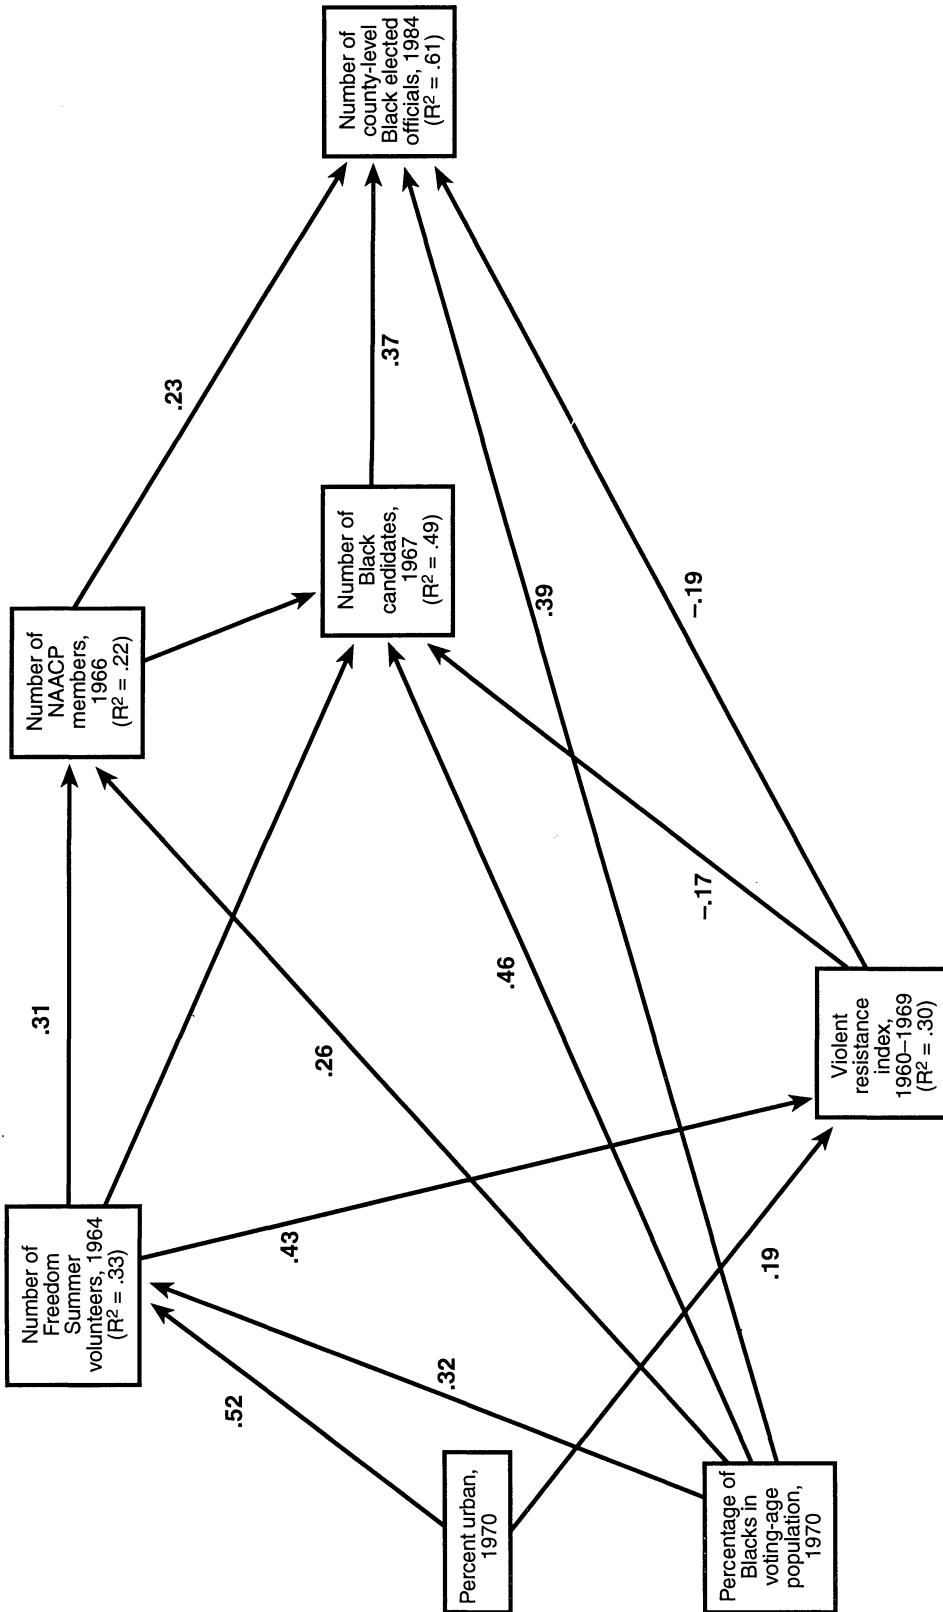 Number of
Freedom
Summer
volunteers, 1964
(R² = .33)
Number of
NAACP
members,
1966
(R² = .22)
Number of
Black
candidates,
1967
(R² = .49)
Number of
county-level
Black elected
officials, 1984
(R² = .61)
Percent urban,
1970
Percentage of
Blacks in
voting-age
population,
1970
Violent
resistance
index,
1960–1969
(R² = .30)
.31
.23
.37
.26
.43
.52
.32
.46
.39
.19
–.17
–.19